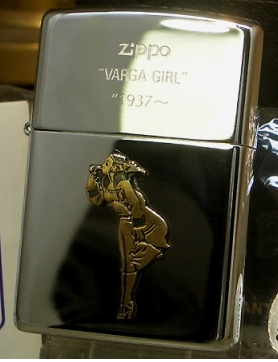 zippo
"VARGA GIRL"
"1937~